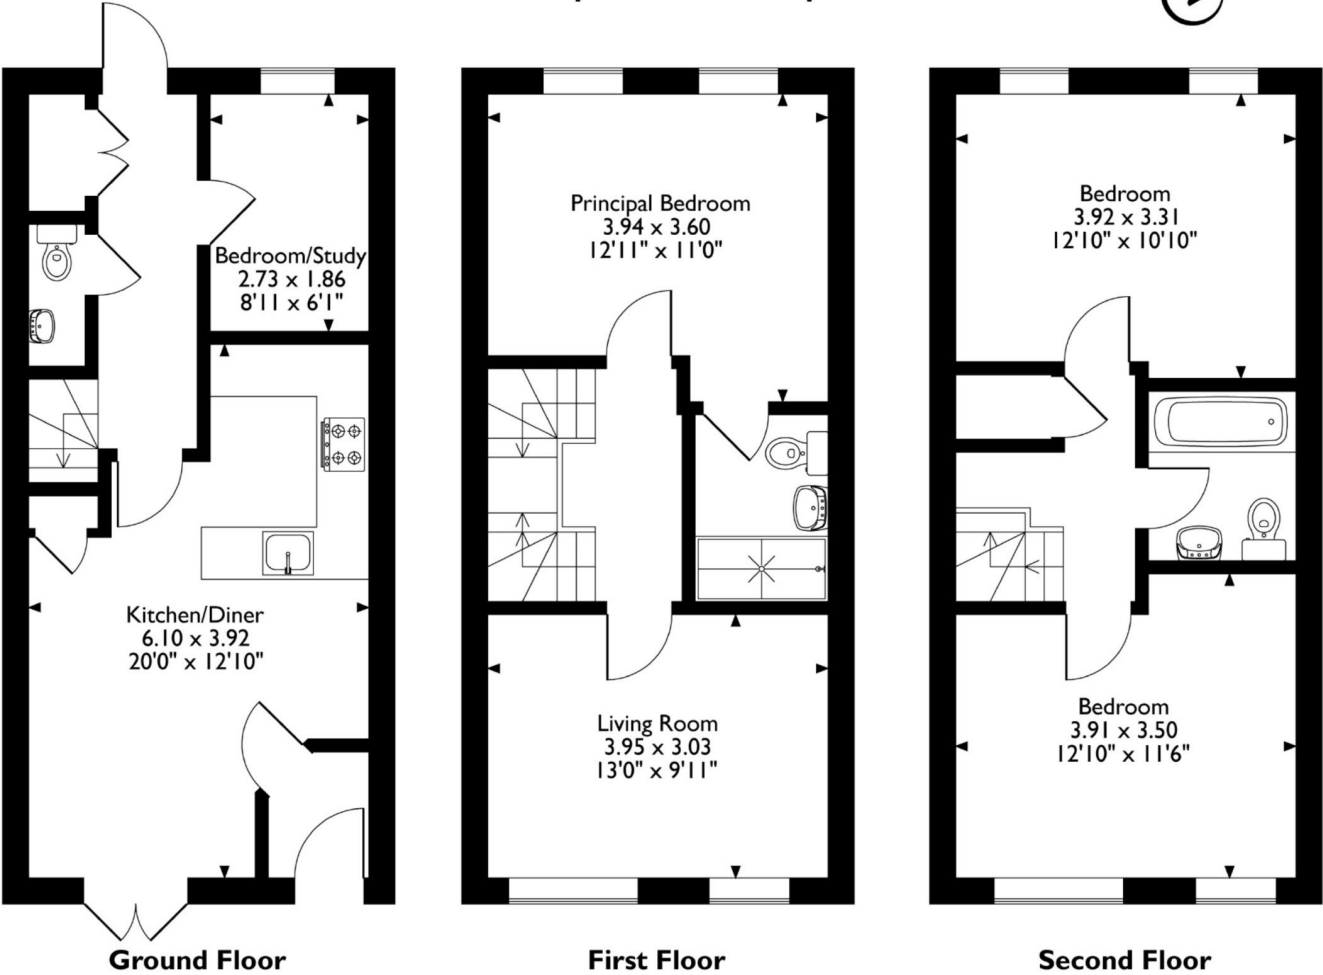 Bedroom/Study
2.73 x 1.86
8'11 x 6'1"
Kitchen/Diner
6.10 x 3.92
20'0" x 12'10"
Ground Floor
Principal Bedroom
3.94 x 3.60
12'11" x 11'0"
Living Room
3.95 x 3.03
13'0" x 9'11"
First Floor
Bedroom
3.92 x 3.31
12'10" x 10'10"
Bedroom
3.91 x 3.50
12'10" x 11'6"
Second Floor